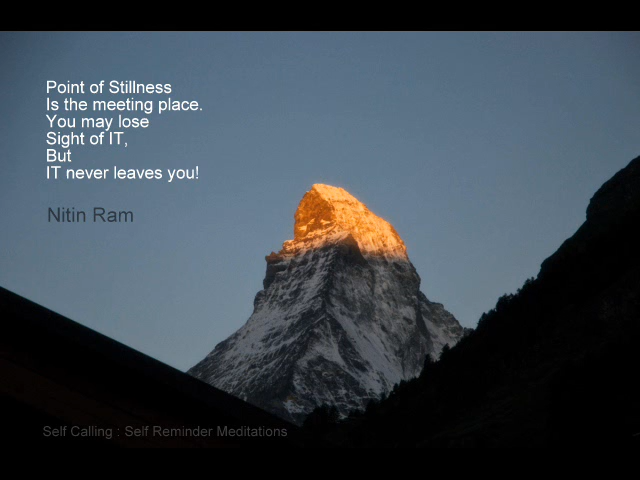 Point of Stillness
Is the meeting place.
You may lose
Sight of IT,
But
IT never leaves you!
Nitin Ram
Self Calling : Self Reminder Meditations